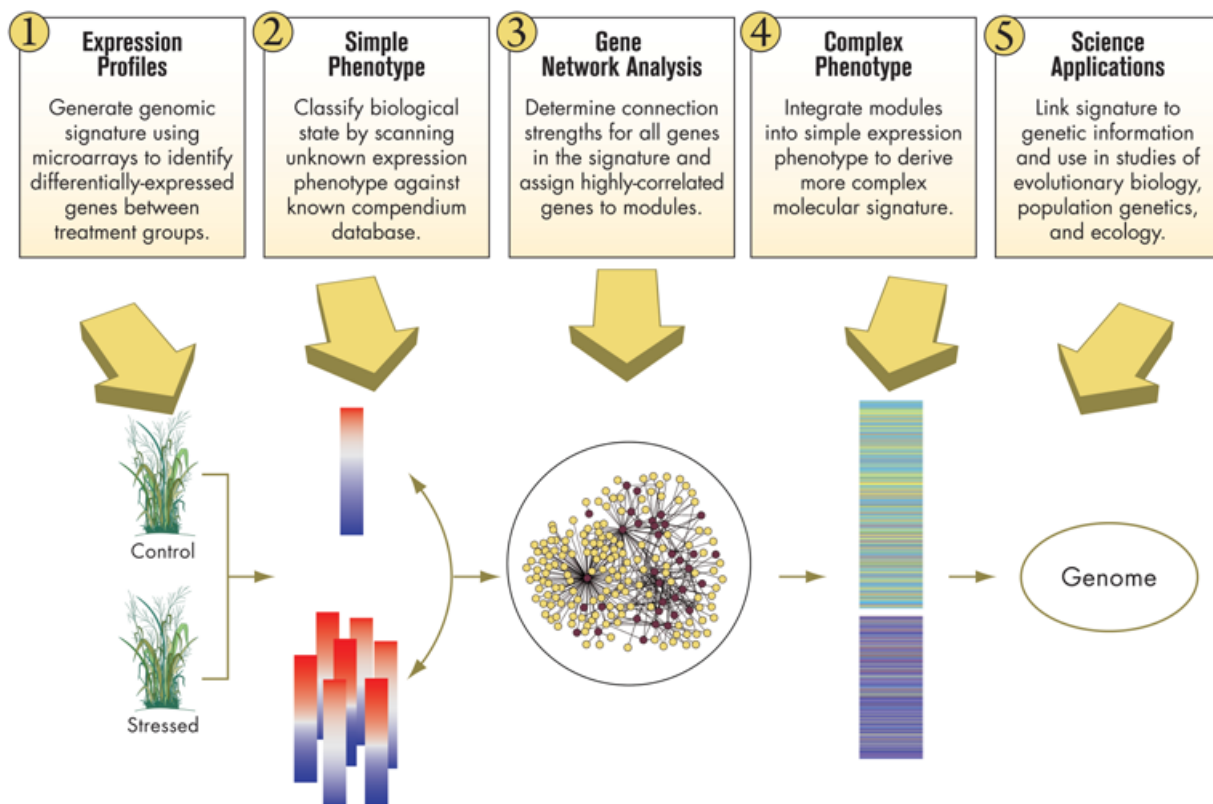 1
Expression
Profiles
Generate genomic
signature using
microarrays to identify
differentially-expressed
genes between
treatment groups.
2
Simple
Phenotype
Classify biological
state by scanning
unknown expression
phenotype against
known compendium
database.
3
Gene
Network Analysis
Determine connection
strengths for all genes
in the signature and
assign highly-correlated
genes to modules.
4
Complex
Phenotype
Integrate modules
into simple expression
phenotype to derive
more complex
molecular signature.
5
Science
Applications
Link signature to
genetic information
and use in studies of
evolutionary biology,
population genetics,
and ecology.
Control
Stressed
Genome